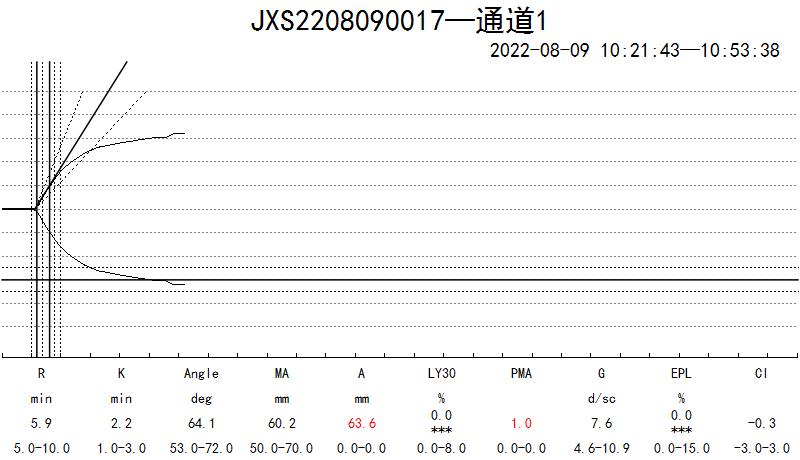 JXS2208090017—通道1
2022-08-09 10:21:43—10:53:38
R K Angle MA A LY30 PMA G EPL CI
min min deg mm mm % d/sc %
5.9 2.2 64.1 60.2 63.6 0.0 *** 1.0 7.6 0.0 *** -0.3
5.0-10.0 1.0-3.0 53.0-72.0 50.0-70.0 0.0-0.0 0.0-8.0 0.0-0.0 4.6-10.9 0.0-15.0 -3.0-3.0